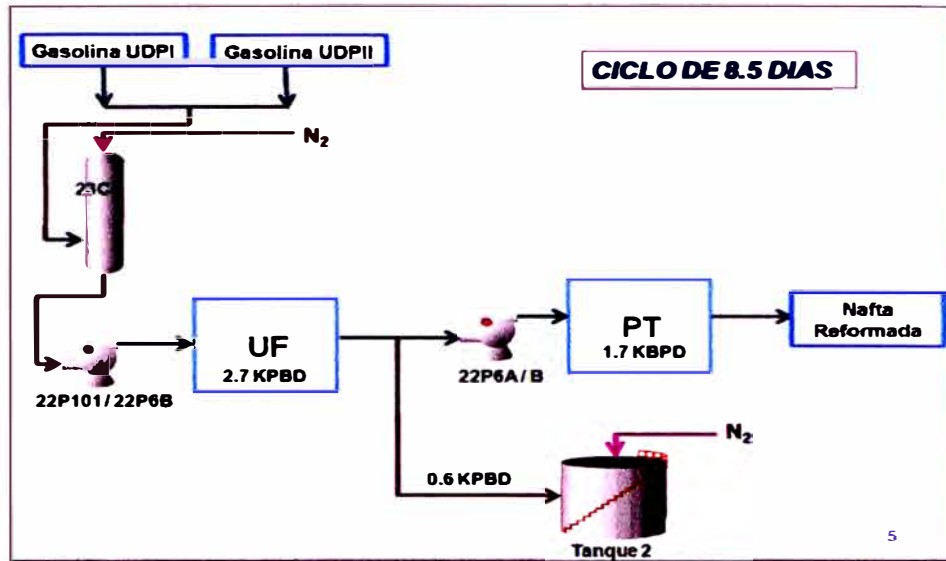 Gasolina UDPI
Gasolina UDPII
CICLO DE 8.5 DIAS
N₂
23C
UF
2.7 KPBD
PT
1.7 KBPD
Nafta
Reformada
22P101/22P6B
22P6A/B
N₂
0.6 KPBD
Tanque 2
5